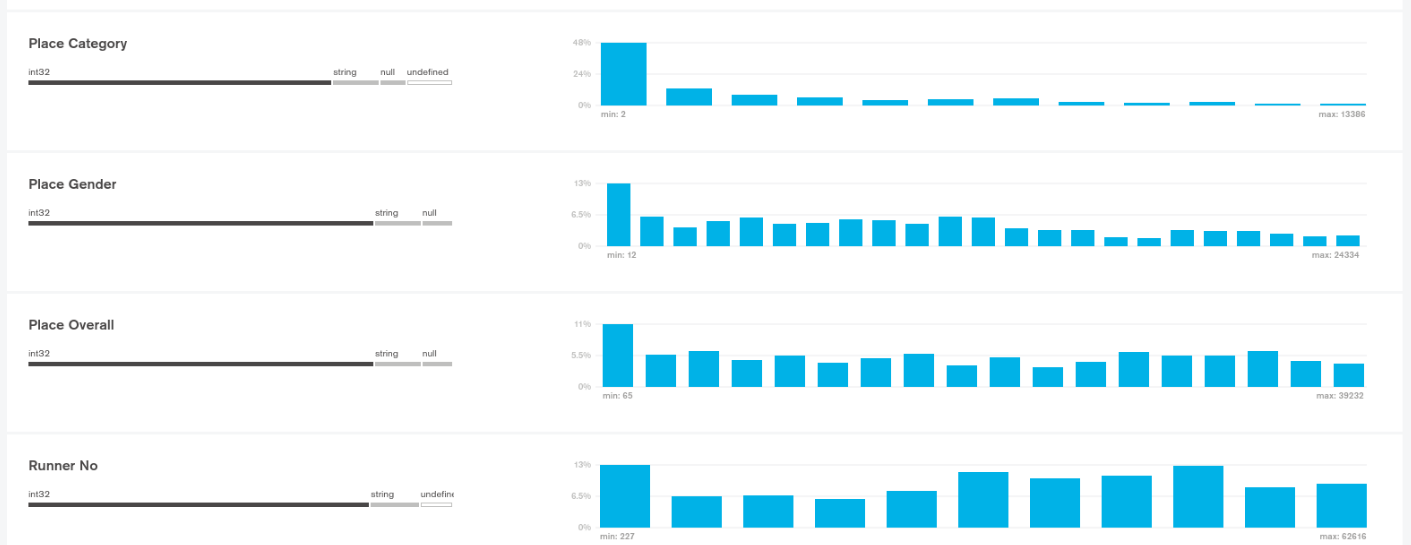 Place Category
int32 string null undefined
48%
24%
0%
min: 2 max: 13386
Place Gender
int32 string null
13%
6.5%
0%
min: 12 max: 24334
Place Overall
int32 string null
11%
5.5%
0%
min: 65 max: 39232
Runner No
int32 string undefine
13%
6.5%
0%
min: 227 max: 62616